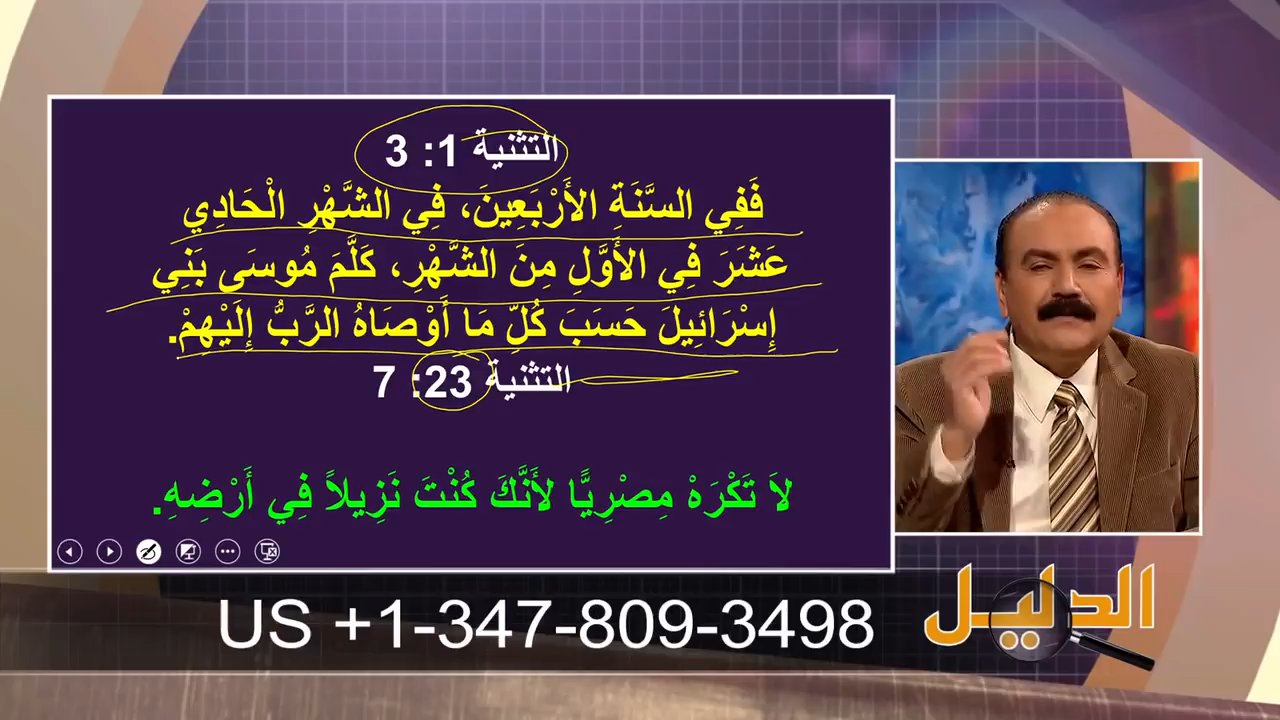 التثنية 1: 3
فَفِي السَّنَةِ الأَرْبَعِينَ، فِي الشَّهْرِ الْحَادِي
عَشَرَ فِي الأَوَّلِ مِنَ الشَّهْرِ، كَلَّمَ مُوسَى بَنِي
إِسْرَائِيلَ حَسَبَ كُلِّ مَا أَوْصَاهُ الرَّبُّ إِلَيْهِمْ.
التثنية 23: 7
لاَ تَكْرَهْ مِصْرِيًّا لأَنَّكَ كُنْتَ نَزِيلاً فِي أَرْضِهِ.
US +1-347-809-3498
الدليل